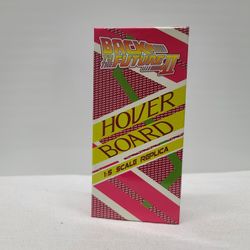 BACK
TO THE
FUTURE II
HOVER
BOARD
1:5 SCALE REPLICA